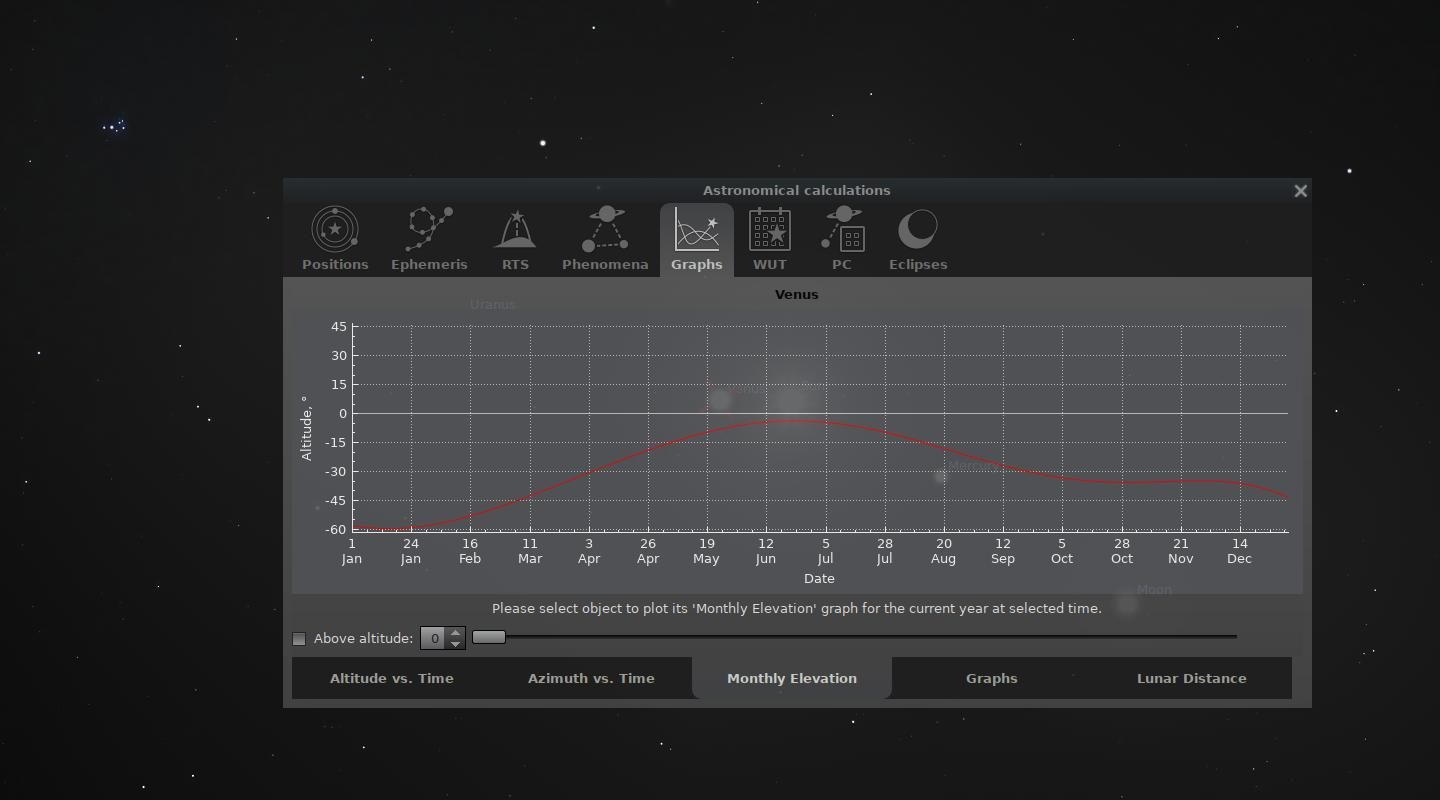 Astronomical calculations
Positions Ephemeris RTS Phenomena Graphs WUT PC Eclipses
Venus
Uranus
45
30
15
0
-15
-30
-45
-60
Altitude, °
Mercury
1 24 16 11 3 26 19 12 5 28 20 12 5 28 21 14
Jan Jan Feb Mar Apr Apr May Jun Jul Jul Aug Sep Oct Oct Nov Dec
Date
Moon
Please select object to plot its 'Monthly Elevation' graph for the current year at selected time.
Above altitude: 0
Altitude vs. Time Azimuth vs. Time Monthly Elevation Graphs Lunar Distance